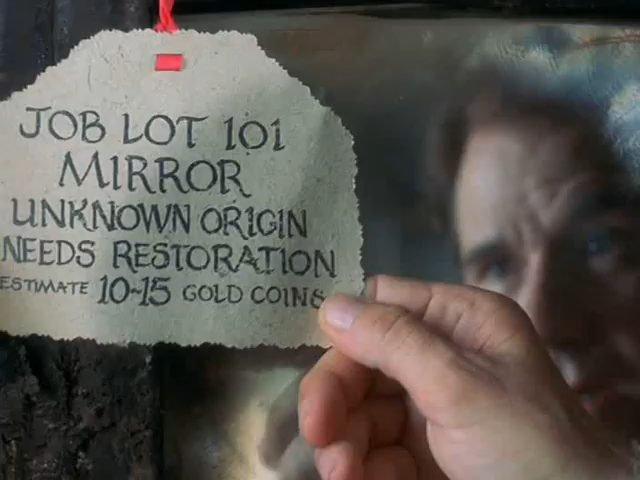 JOB LOT 101
MIRROR
UNKNOWN ORIGIN
NEEDS RESTORATION
ESTIMATE 10-15 GOLD COINS